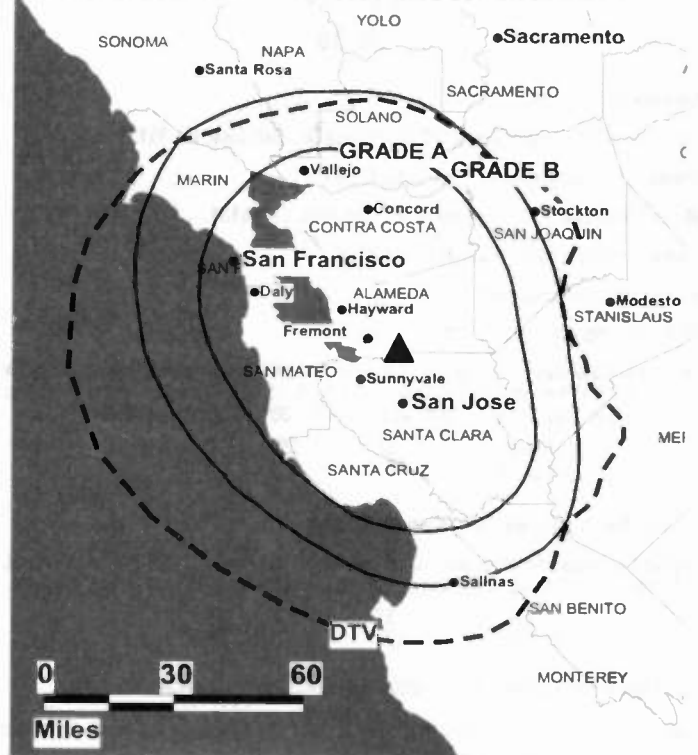 YOLO
SONOMA
Sacramento
NAPA
Santa Rosa
SACRAMENTO
SOLANO
GRADE A
GRADE B
Vallejo
MARIN
Concord
Stockton
CONTRA COSTA
SAN JOAQUIN
San Francisco
SAN F
Daly
ALAMEDA
Modesto
Hayward
STANISLAUS
Fremont
SAN MATEO
Sunnyvale
San Jose
SANTA CLARA
MEI
SANTA CRUZ
Salinas
SAN BENITO
DTV
MONTEREY
0 30 60
Miles